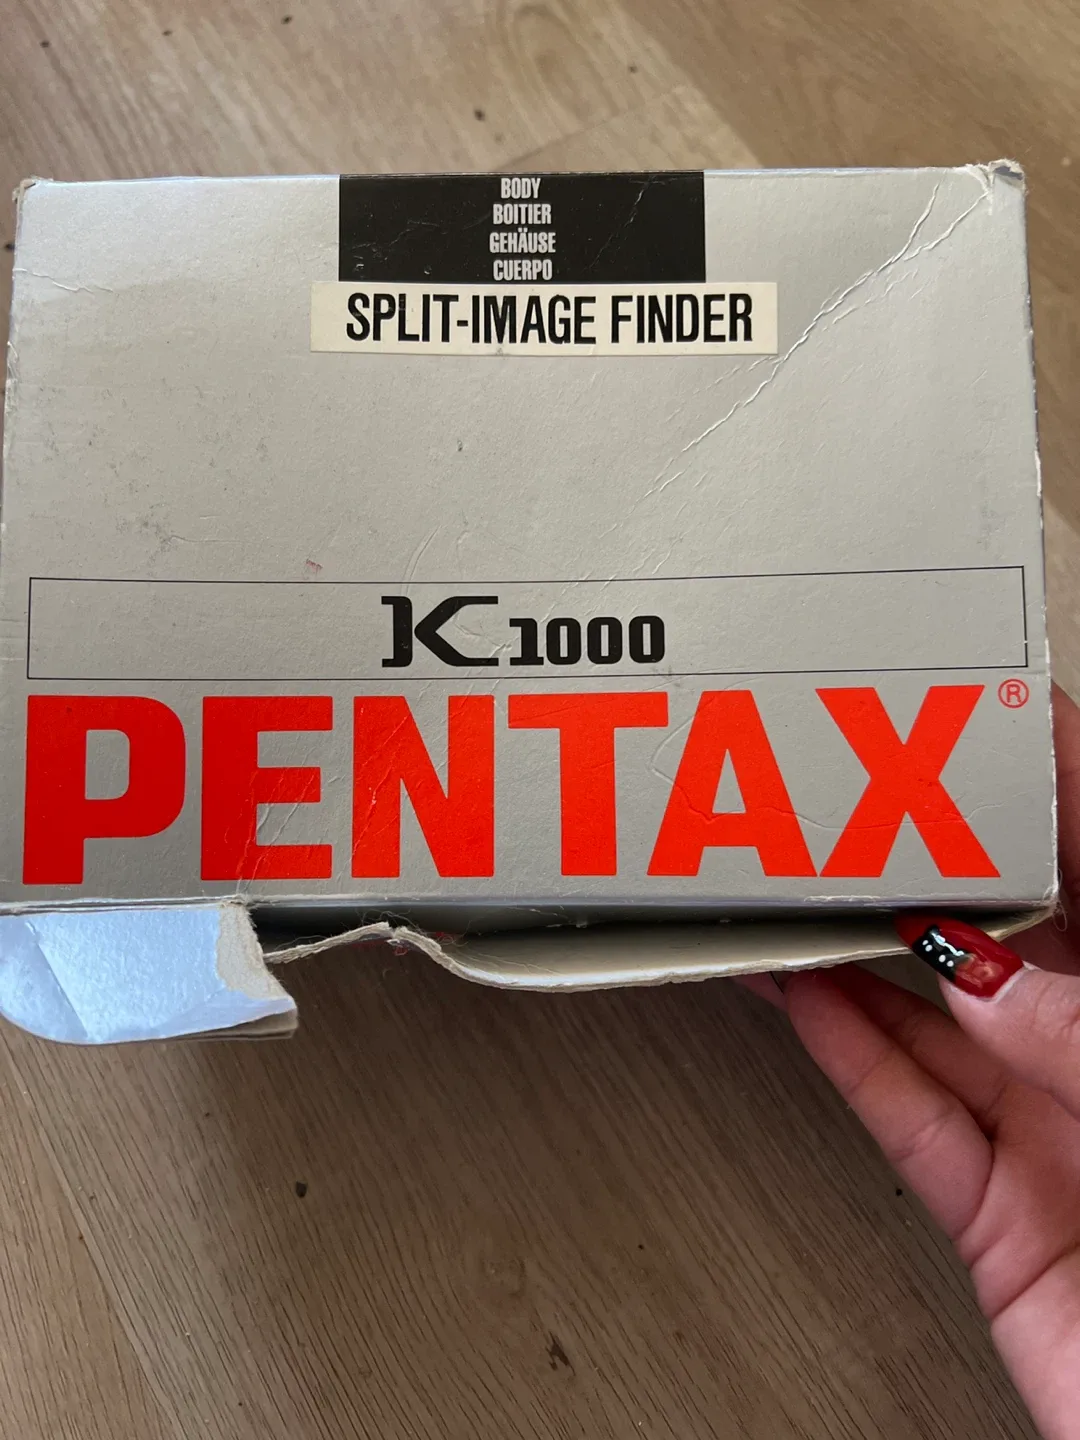 BODY
BOITIER
GEHÄUSE
CUERPO
SPLIT-IMAGE FINDER
K1000
PENTAX®